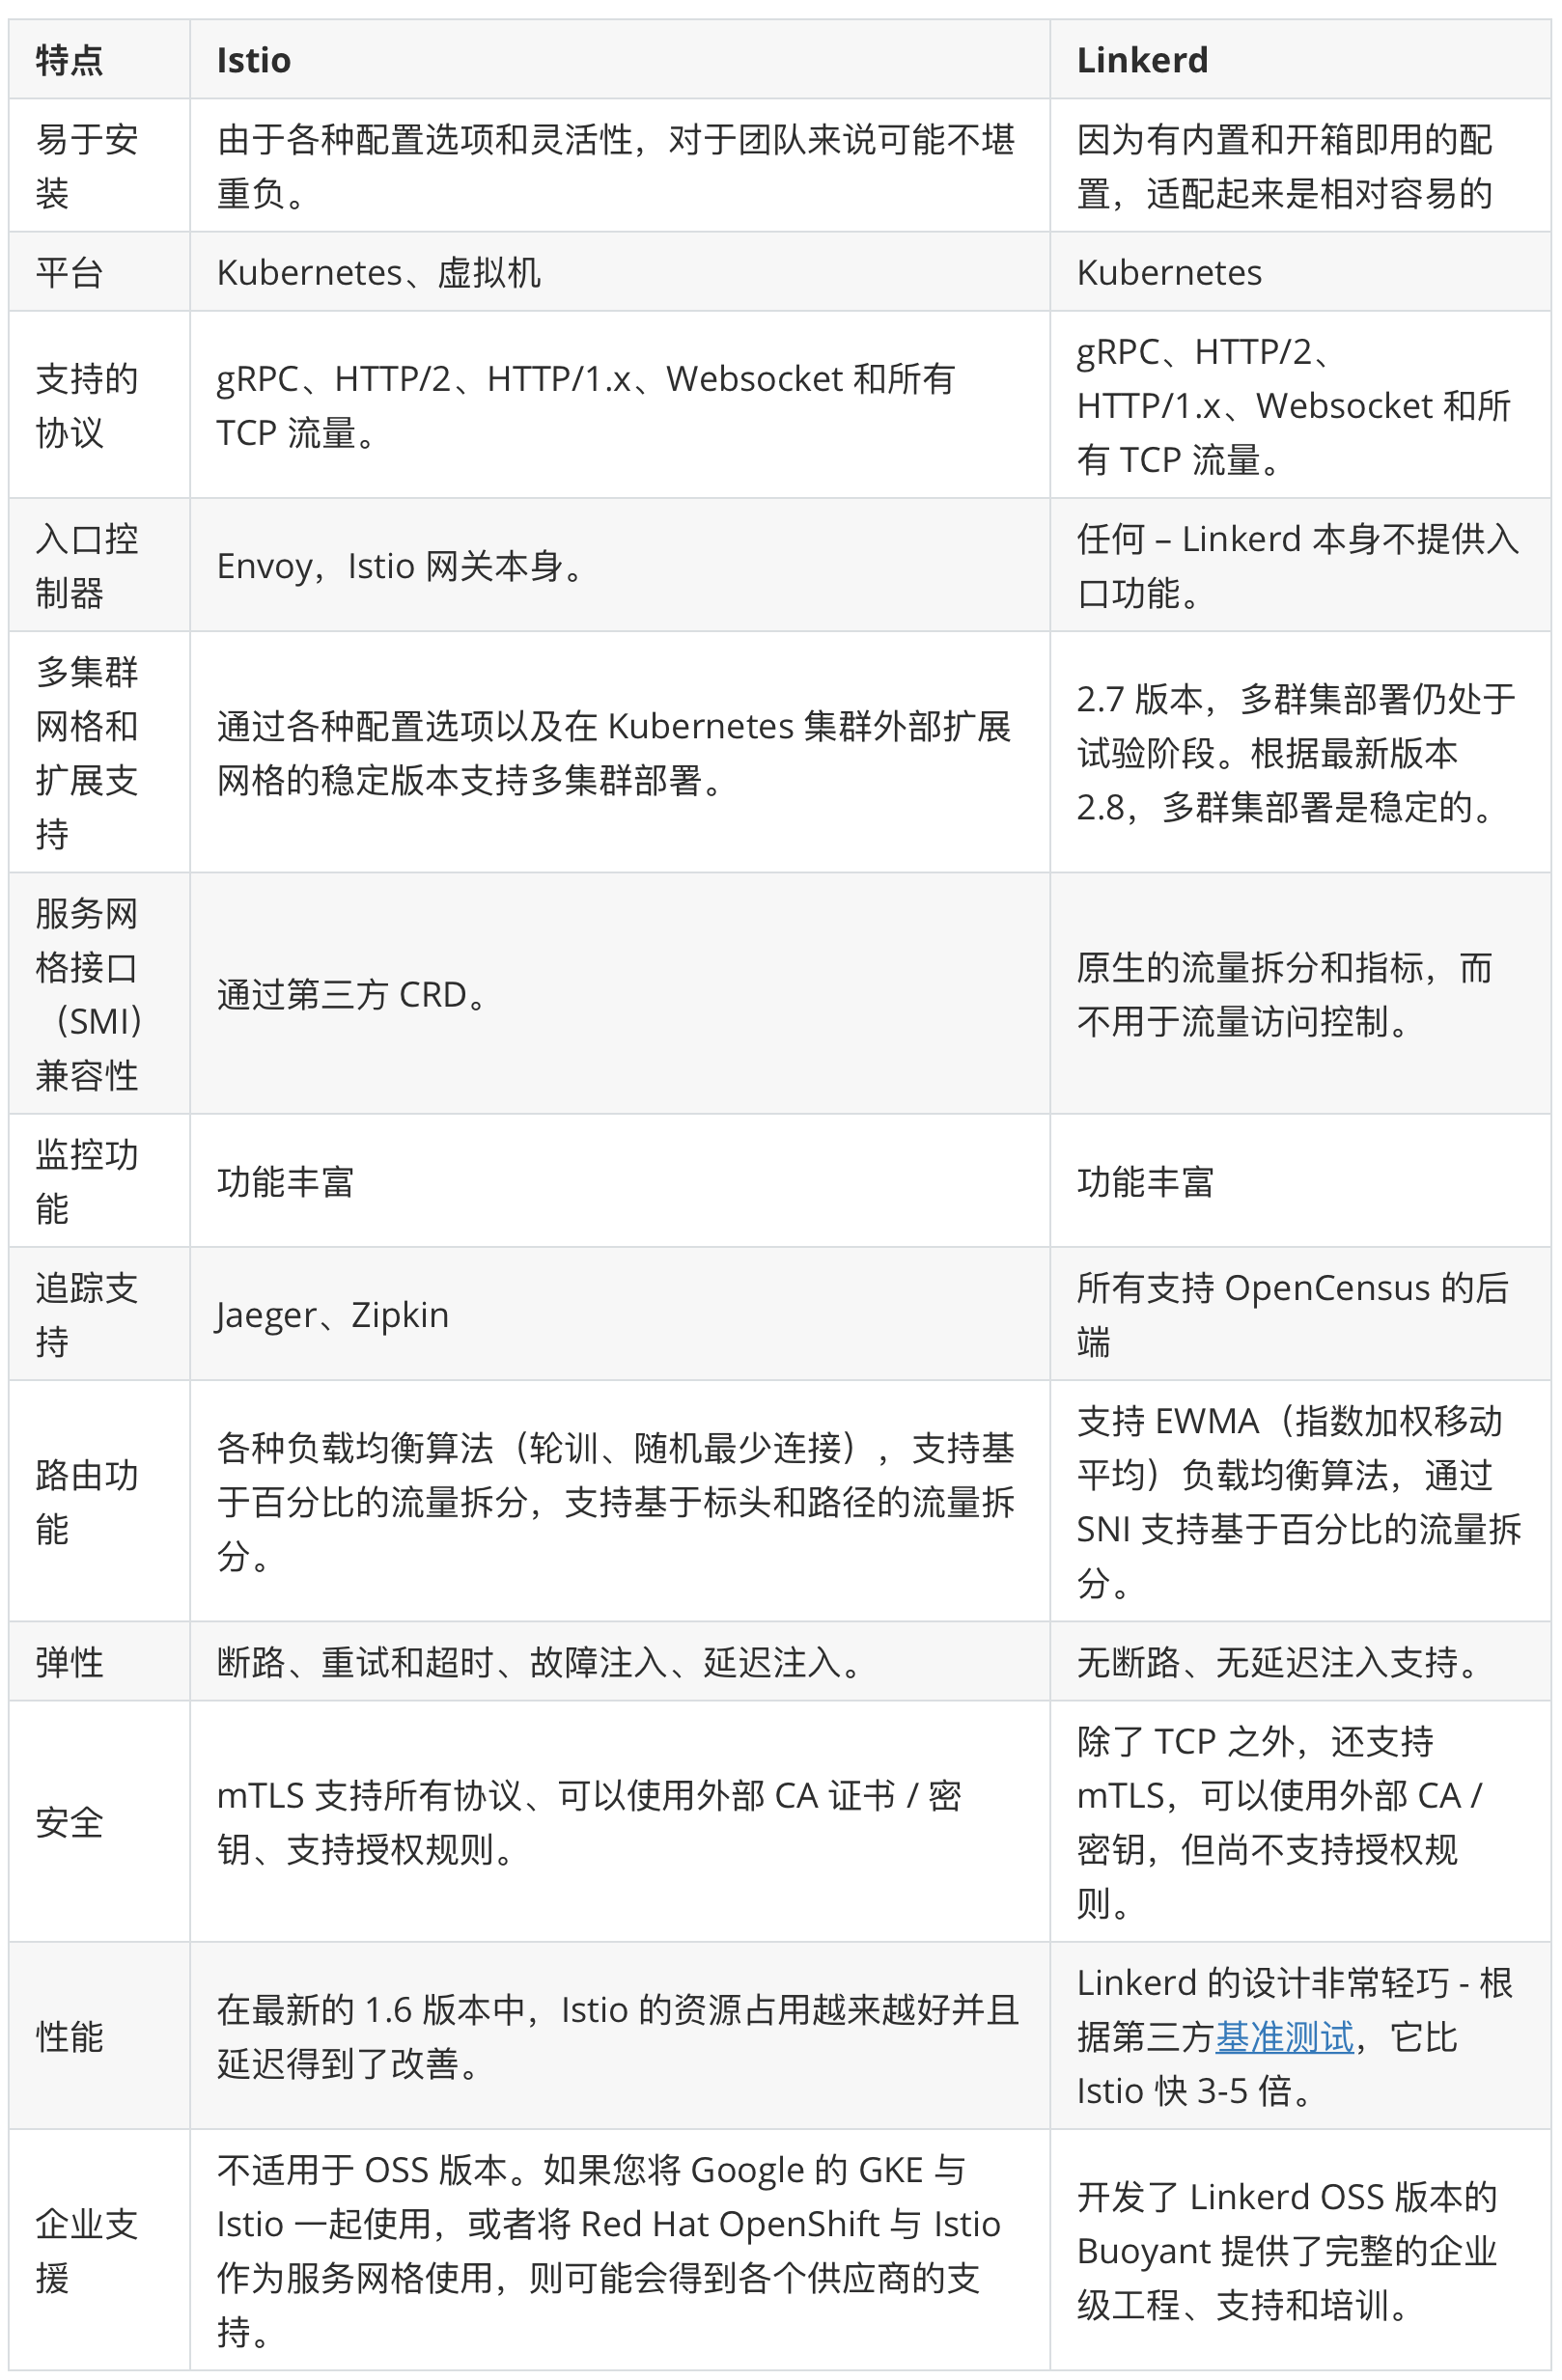 特点
Istio
Linkerd
易于安
装
由于各种配置选项和灵活性，对于团队来说可能不堪
重负。
因为有内置和开箱即用的配
置，适配起来是相对容易的
平台
Kubernetes、虚拟机
Kubernetes
支持的
协议
gRPC、HTTP/2、HTTP/1.x、Websocket 和所有
TCP 流量。
gRPC、HTTP/2、
HTTP/1.x、Websocket 和所
有 TCP 流量。
入口控
制器
Envoy，Istio 网关本身。
任何 – Linkerd 本身不提供入
口功能。
多集群
网格和
扩展支
持
通过各种配置选项以及在 Kubernetes 集群外部扩展
网格的稳定版本支持多集群部署。
2.7 版本，多群集部署仍处于
试验阶段。根据最新版本
2.8，多群集部署是稳定的。
服务网
格接口
（SMI）
兼容性
通过第三方 CRD。
原生的流量拆分和指标，而
不用于流量访问控制。
监控功
能
功能丰富
功能丰富
追踪支
持
Jaeger、Zipkin
所有支持 OpenCensus 的后
端
路由功
能
各种负载均衡算法（轮训、随机最少连接），支持基
于百分比的流量拆分，支持基于标头和路径的流量拆
分。
支持 EWMA（指数加权移动
平均）负载均衡算法，通过
SNI 支持基于百分比的流量拆
分。
弹性
断路、重试和超时、故障注入、延迟注入。
无断路、无延迟注入支持。
安全
mTLS 支持所有协议、可以使用外部 CA 证书 / 密
钥、支持授权规则。
除了 TCP 之外，还支持
mTLS，可以使用外部 CA /
密钥，但尚不支持授权规
则。
性能
在最新的 1.6 版本中，Istio 的资源占用越来越好并且
延迟得到了改善。
Linkerd 的设计非常轻巧 - 根
据第三方基准测试，它比
Istio 快 3-5 倍。
企业支
援
不适用于 OSS 版本。如果您将 Google 的 GKE 与
Istio 一起使用，或者将 Red Hat OpenShift 与 Istio
作为服务网格使用，则可能会得到各个供应商的支
持。
开发了 Linkerd OSS 版本的
Buoyant 提供了完整的企业
级工程、支持和培训。